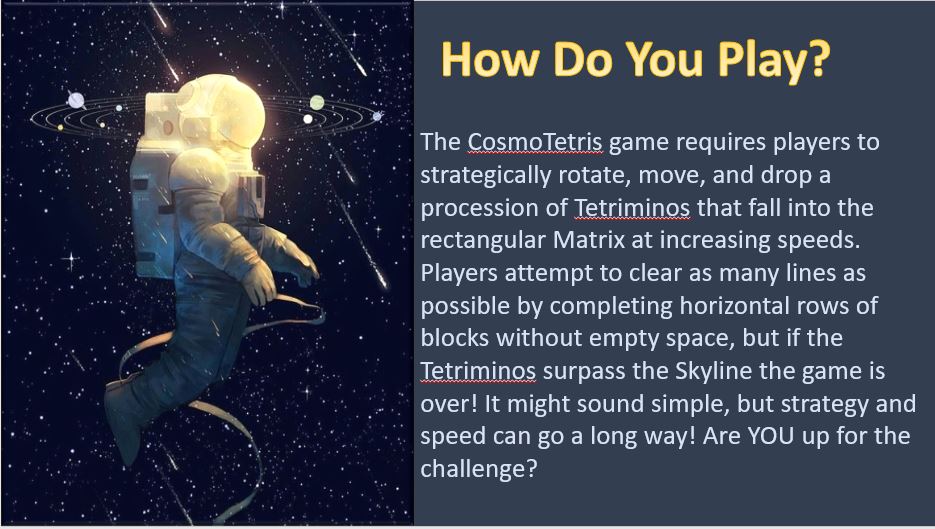 How Do You Play?
The CosmoTetris game requires players to
strategically rotate, move, and drop a
procession of Tetriminos that fall into the
rectangular Matrix at increasing speeds.
Players attempt to clear as many lines as
possible by completing horizontal rows of
blocks without empty space, but if the
Tetriminos surpass the Skyline the game is
over! It might sound simple, but strategy and
speed can go a long way! Are YOU up for the
challenge?